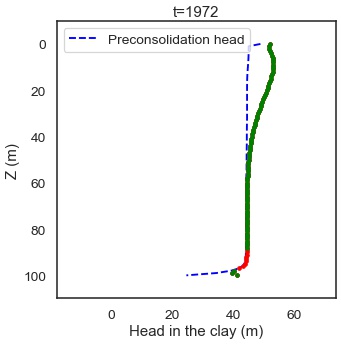 t=1972
Preconsolidation head
0
20
40
60
80
100
Z (m)
0 20 40 60
Head in the clay (m)